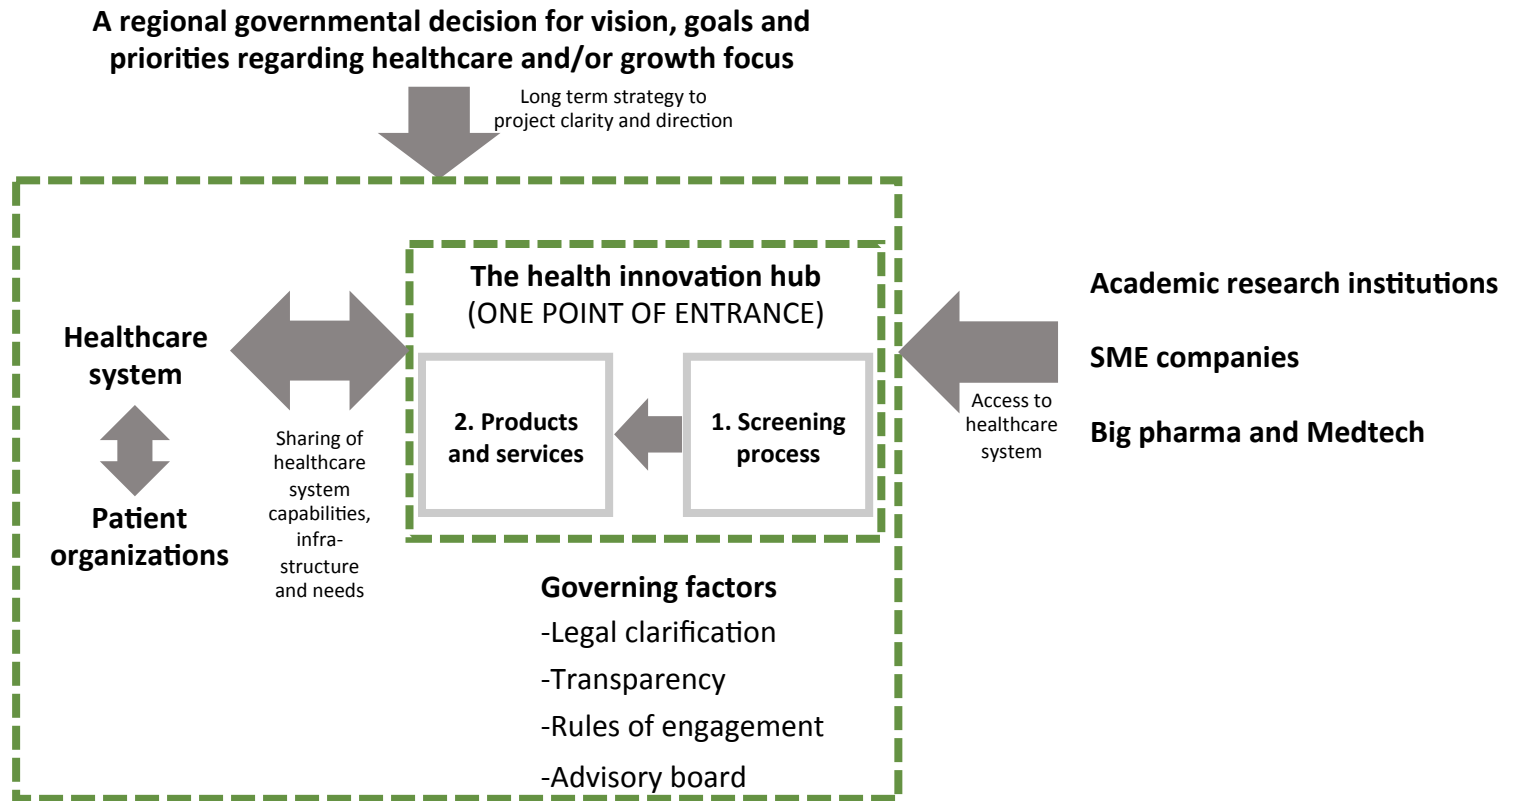 A regional governmental decision for vision, goals and
priorities regarding healthcare and/or growth focus
Long term strategy to
project clarity and direction
The health innovation hub
(ONE POINT OF ENTRANCE)
Healthcare
system
Patient
organizations
Sharing of
healthcare
system
capabilities,
infra-
structure
and needs
2. Products
and services
1. Screening
process
Access to
healthcare
system
Academic research institutions
SME companies
Big pharma and Medtech
Governing factors
-Legal clarification
-Transparency
-Rules of engagement
-Advisory board